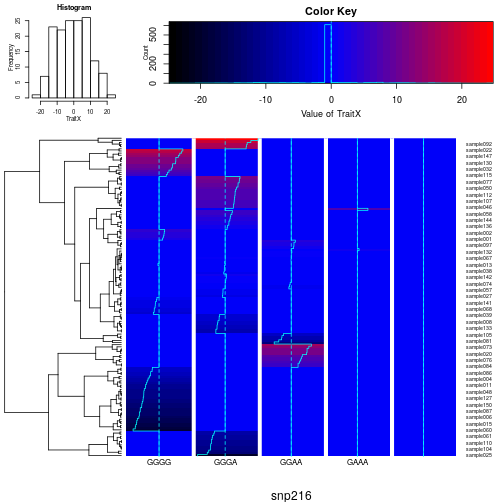 Histogram
Frequency
0 5 10 15 20 25
-20 -10 0 10 20
TraitX
Color Key
Count
0 200 500
-20 -10 0 10 20
Value of TraitX
sample092
sample022
sample147
sample130
sample032
sample115
sample077
sample050
sample112
sample107
sample046
sample058
sample144
sample136
sample002
sample001
sample097
sample132
sample067
sample013
sample038
sample142
sample074
sample057
sample027
sample141
sample068
sample009
sample008
sample133
sample105
sample081
sample073
sample020
sample076
sample084
sample086
sample004
sample011
sample048
sample127
sample150
sample087
sample006
sample015
sample060
sample061
sample110
sample104
sample025
GGGG GGGA GGAA GAAA
snp216